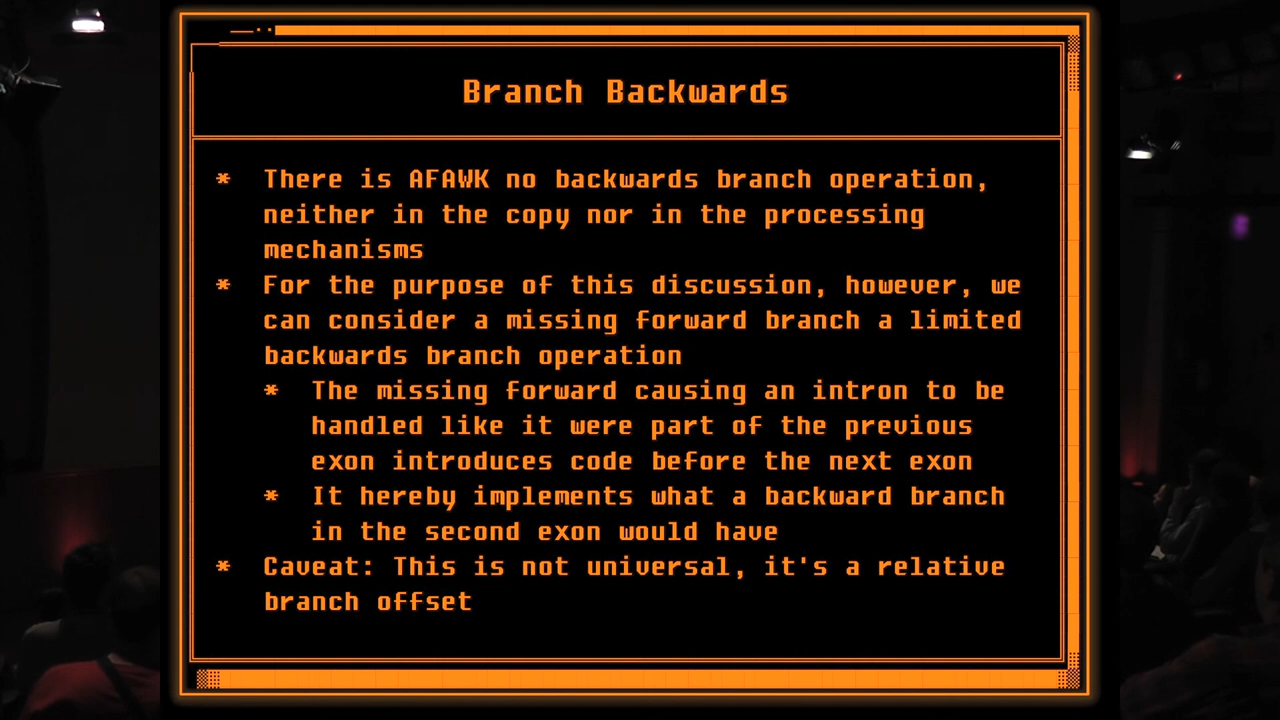 Branch Backwards
* There is AFAWK no backwards branch operation,
neither in the copy nor in the processing
mechanisms
* For the purpose of this discussion, however, we
can consider a missing forward branch a limited
backwards branch operation
* The missing forward causing an intron to be
handled like it were part of the previous
exon introduces code before the next exon
* It hereby implements what a backward branch
in the second exon would have
* Caveat: This is not universal, it's a relative
branch offset